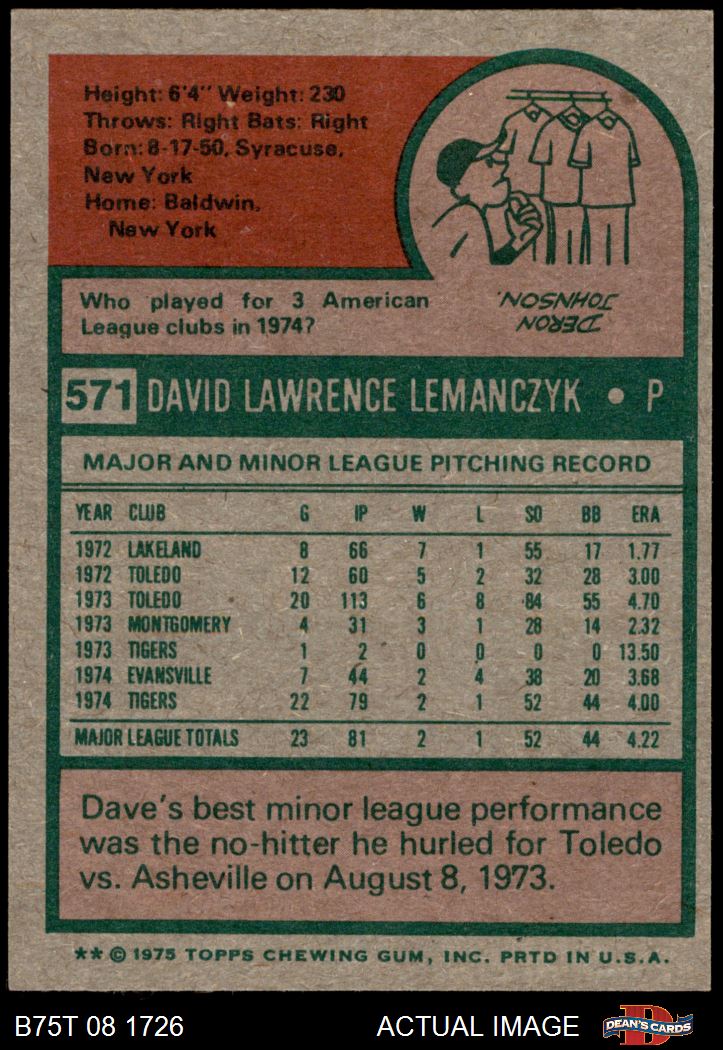 Height: 6'4" Weight: 230
Throws: Right Bats: Right
Born: 8-17-50, Syracuse,
New York
Home: Baldwin,
New York
Who played for 3 American
League clubs in 1974?
DERON
JOHNSON.
571 DAVID LAWRENCE LEMANCZYK • P
MAJOR AND MINOR LEAGUE PITCHING RECORD
YEAR CLUB G IP W L SO BB ERA
1972 LAKELAND 8 66 7 1 55 17 1.77
1972 TOLEDO 12 60 5 2 32 28 3.00
1973 TOLEDO 20 113 6 8 84 55 4.70
1973 MONTGOMERY 4 31 3 1 28 14 2.32
1973 TIGERS 1 2 0 0 0 0 13.50
1974 EVANSVILLE 7 44 2 4 38 20 3.68
1974 TIGERS 22 79 2 1 52 44 4.00
MAJOR LEAGUE TOTALS 23 81 2 1 52 44 4.22
Dave's best minor league performance
was the no-hitter he hurled for Toledo
vs. Asheville on August 8, 1973.
** © 1975 TOPPS CHEWING GUM, INC. PRTD IN U.S.A.
B75T 08 1726 ACTUAL IMAGE DEAN'S CARDS